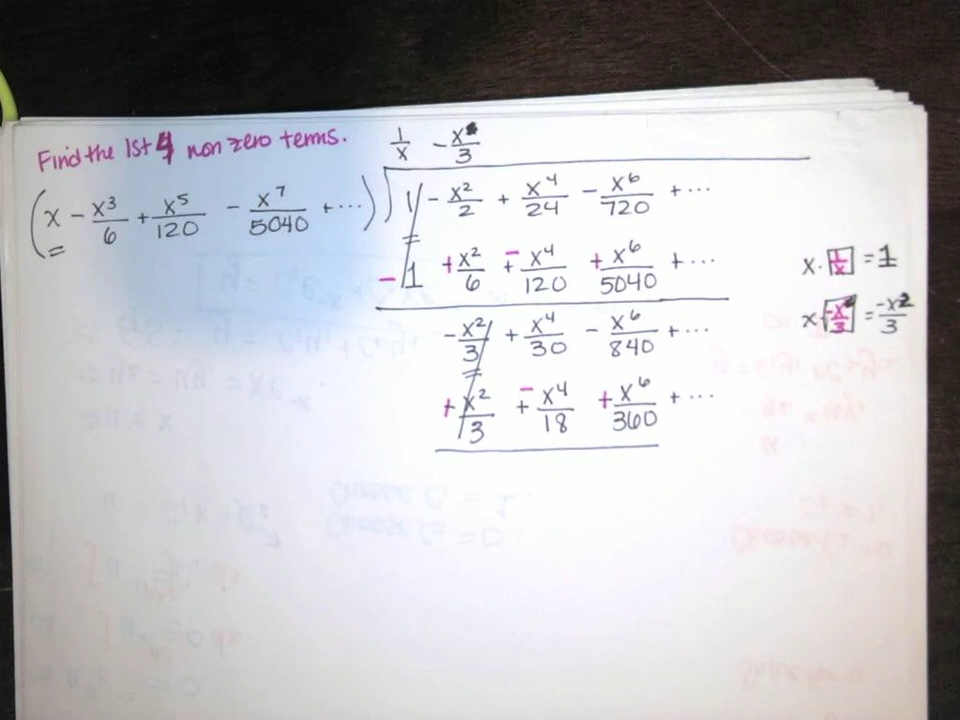 Find the 1st 4 non zero terms.
1/x - x/3
(x - x³/6 + x⁵/120 - x⁷/5040 + ···) ) 1 - x²/2 + x⁴/24 - x⁶/720 + ···
- 1 + x²/6 - x⁴/120 + x⁶/5040 + ···
x · 1/x = 1
-x²/3 + x⁴/30 - x⁶/840 + ···
x · -x/3 = -x²/3
+ x²/3 - x⁴/18 + x⁶/360 + ···